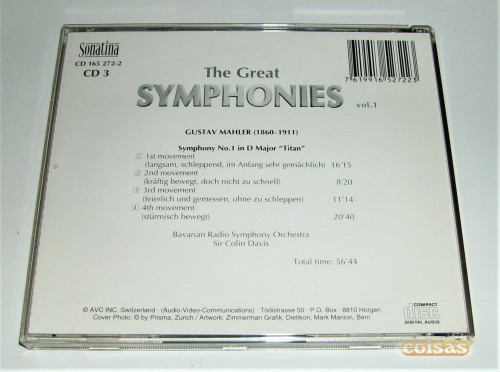 Sonatina
CD 165 272-2
CD 3
7619916527223
The Great
SYMPHONIES vol.1
GUSTAV MAHLER (1860-1911)
Symphony No.1 in D Major "Titan"
1 1st movement
(langsam, schleppend, im Anfang sehr gemächlich) 16'15
2 2nd movement
(kräftig bewegt, doch nicht zu schnell) 8'20
3 3rd movement
(feierlich und gemessen, ohne zu schleppen) 11'14
4 4th movement
(stürmisch bewegt) 20'40
Bavarian Radio Symphony Orchestra
Sir Colin Davis
Total time: 56'44
© AVC INC. Switzerland · (Audio-Video-Communications) · Tödistrasse 50 · P.O. Box · 8810 Horgen
Cover Photo: © by Prisma, Zurich / Artwork: Zimmerman Grafik, Dietikon; Mark Manion, Bern
COMPACT
disc
DIGITAL AUDIO
coisas